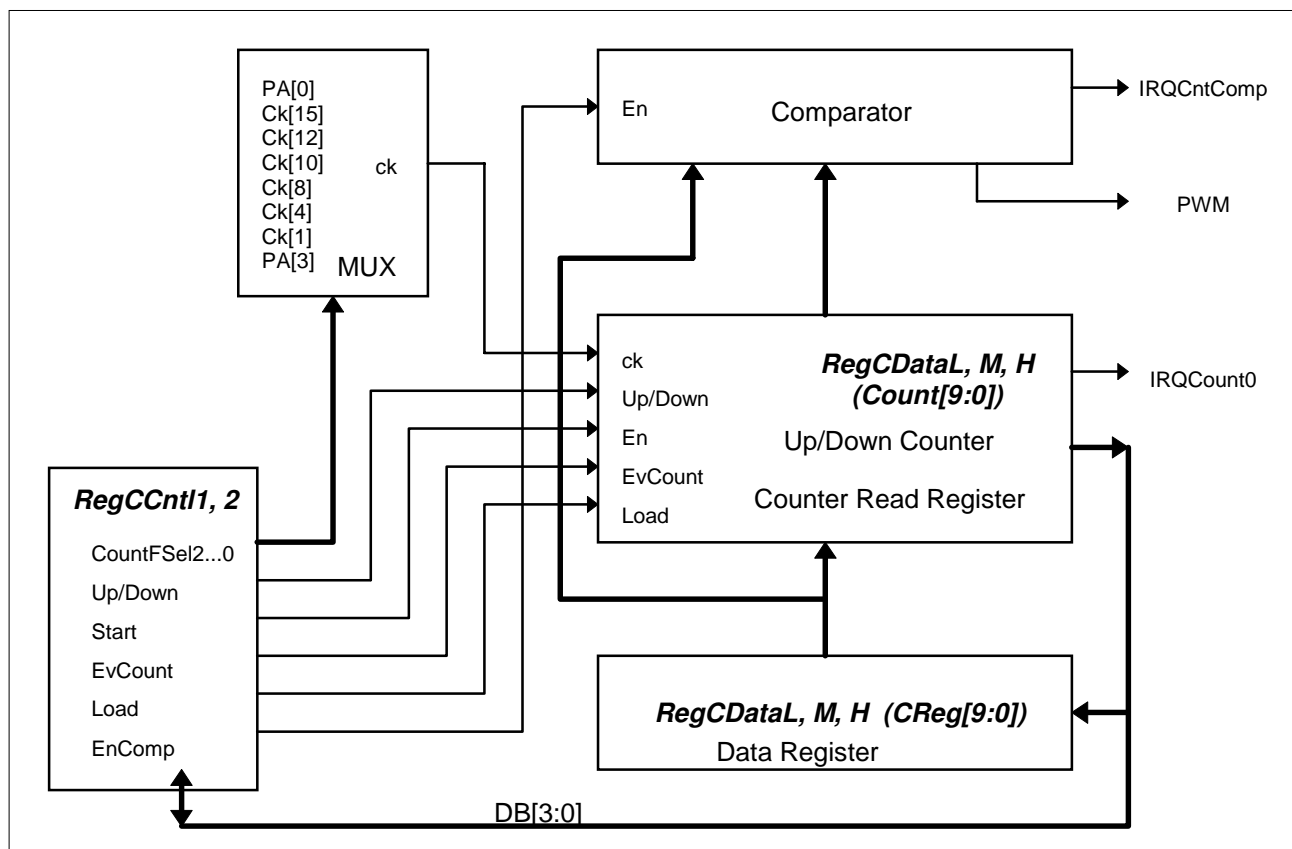 PA[0]
Ck[15]
Ck[12]
Ck[10]
Ck[8]
Ck[4]
Ck[1]
PA[3]
ck
MUX
En
Comparator
IRQCntComp
PWM
ck
Up/Down
En
EvCount
Load
RegCDataL, M, H
(Count[9:0])
Up/Down Counter
Counter Read Register
IRQCount0
RegCCntl1, 2
CountFSel2...0
Up/Down
Start
EvCount
Load
EnComp
RegCDataL, M, H (CReg[9:0])
Data Register
DB[3:0]